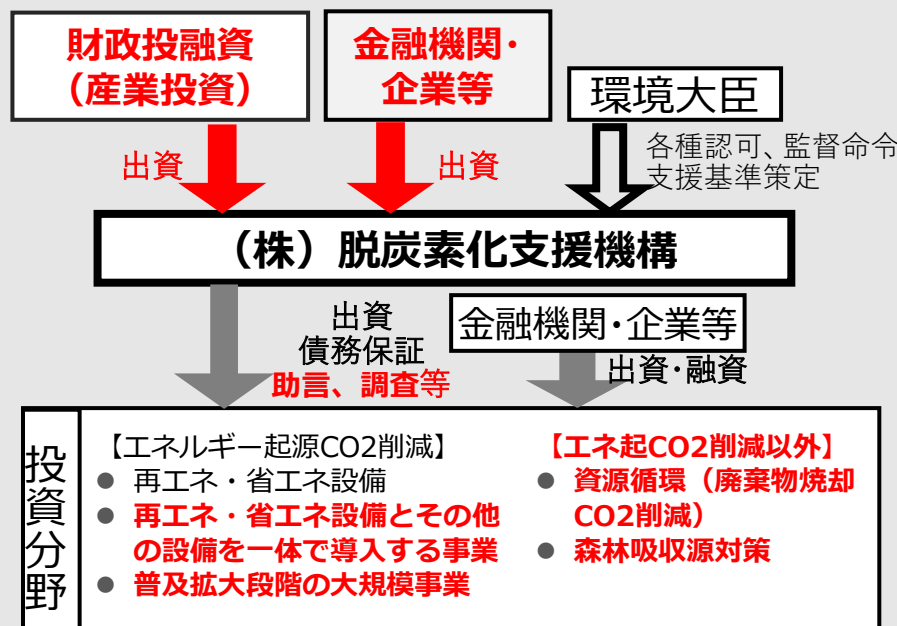 財政投融資
（産業投資）
金融機関・
企業等
環境大臣
出資
出資
各種認可、監督命令
支援基準策定
（株）脱炭素化支援機構
出資
債務保証
助言、調査等
金融機関・企業等
出資・融資
投資分野
【エネルギー起源CO2削減】
● 再エネ・省エネ設備
● 再エネ・省エネ設備とその他
の設備を一体で導入する事業
● 普及拡大段階の大規模事業
【エネ起CO2削減以外】
● 資源循環（廃棄物焼却
CO2削減）
● 森林吸収源対策